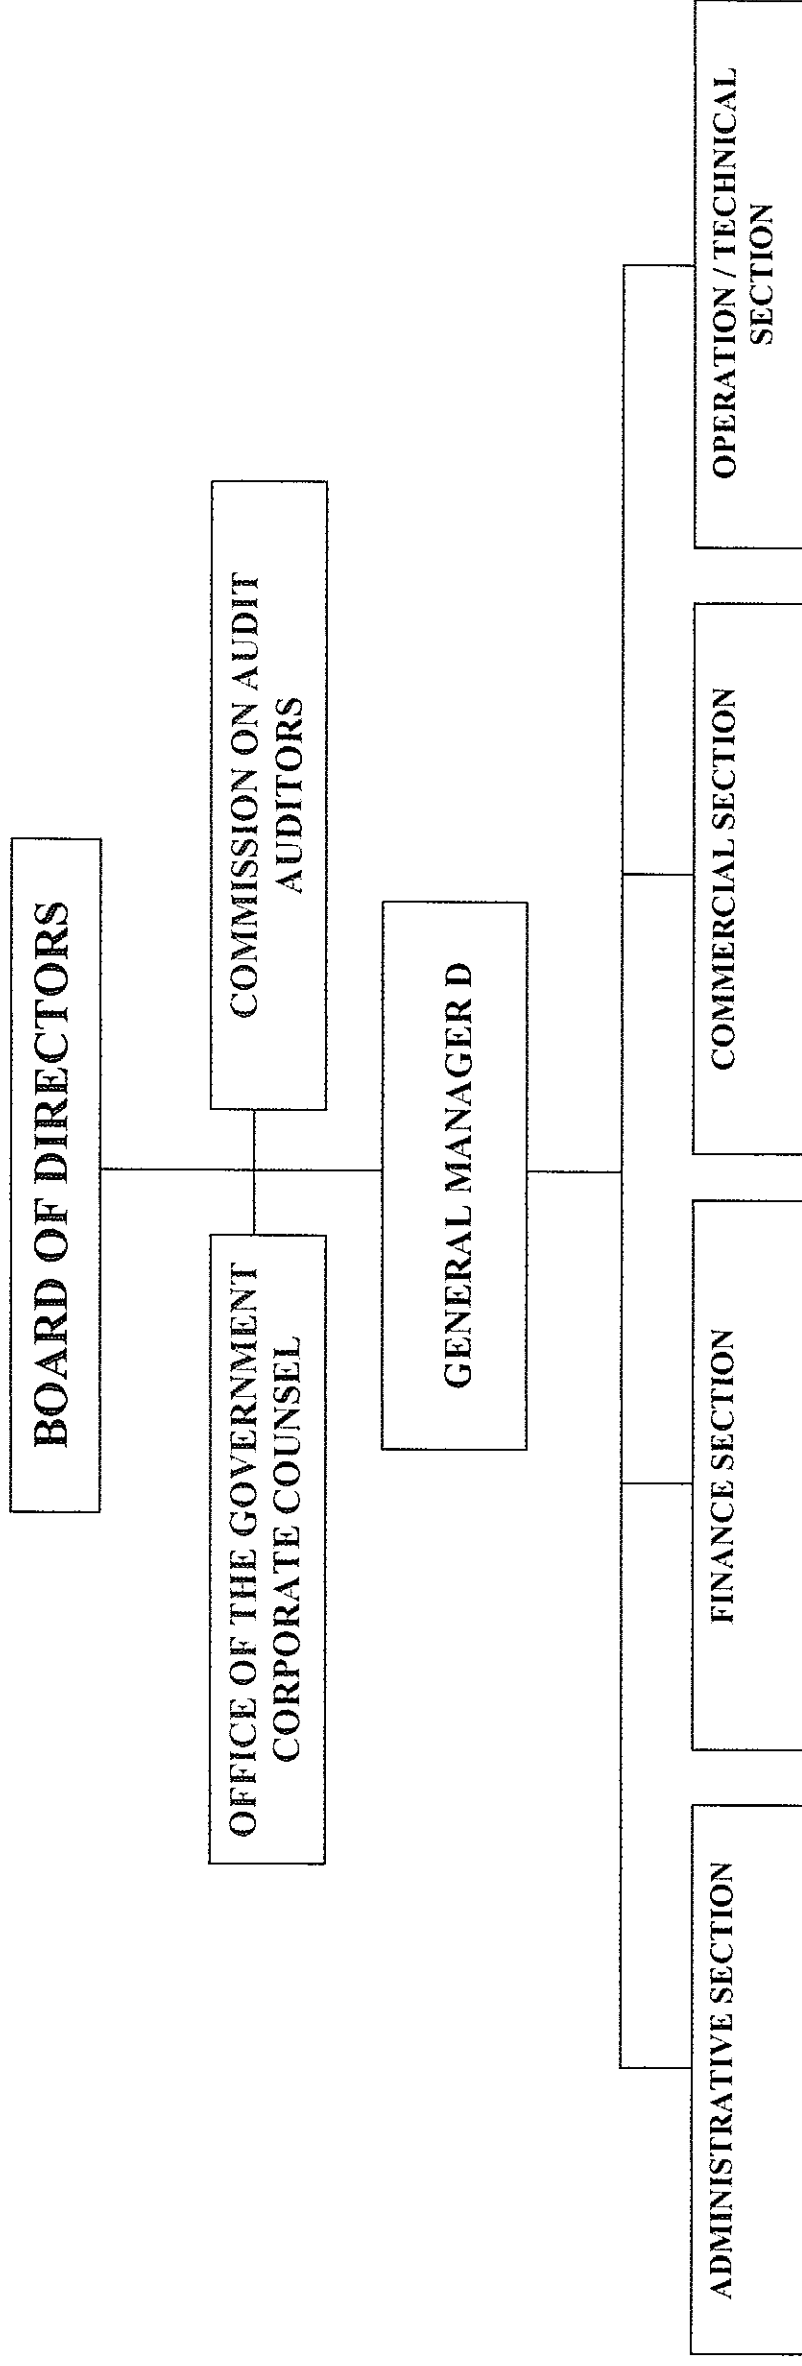 BOARD OF DIRECTORS
OFFICE OF THE GOVERNMENT
CORPORATE COUNSEL
COMMISSION ON AUDIT
AUDITORS
GENERAL MANAGER D
ADMINISTRATIVE SECTION
FINANCE SECTION
COMMERCIAL SECTION
OPERATION / TECHNICAL
SECTION